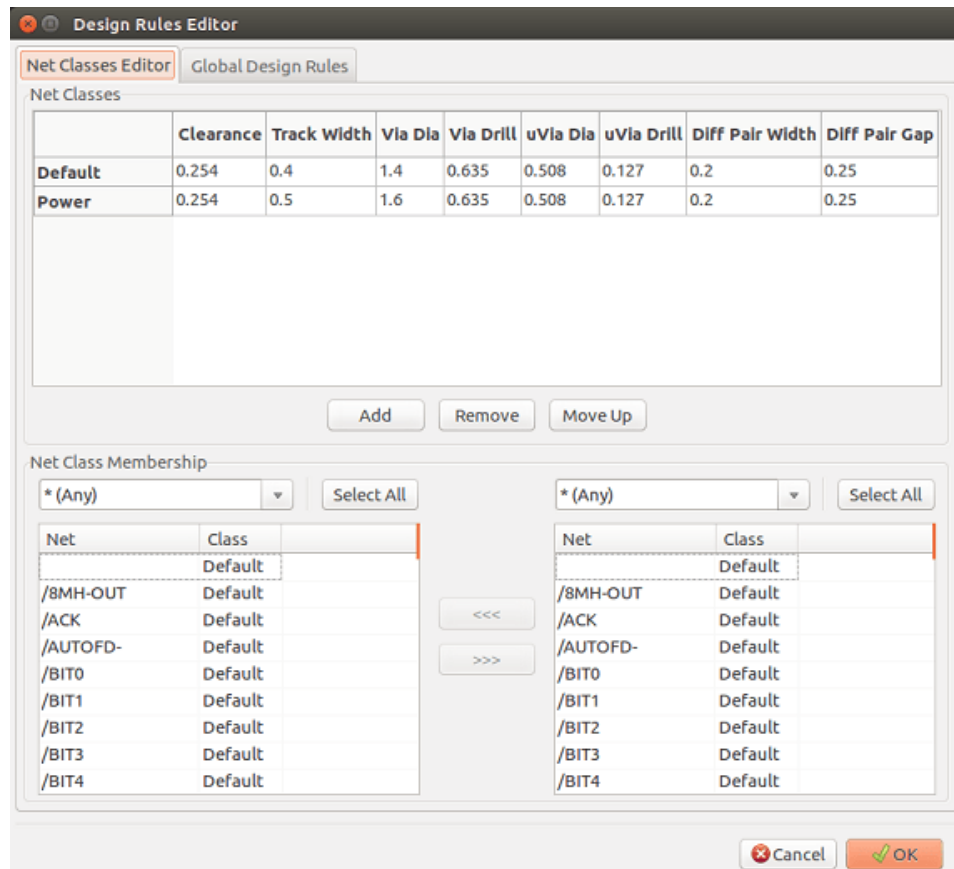 Design Rules Editor
Net Classes Editor Global Design Rules
Net Classes
Clearance Track Width Via Dia Via Drill uVia Dia uVia Drill Diff Pair Width Diff Pair Gap
Default 0.254 0.4 1.4 0.635 0.508 0.127 0.2 0.25
Power 0.254 0.5 1.6 0.635 0.508 0.127 0.2 0.25
Add Remove Move Up
Net Class Membership
* (Any) Select All * (Any) Select All
Net Class Net Class
Default Default
/8MH-OUT Default /8MH-OUT Default
/ACK Default <<< /ACK Default
/AUTOFD- Default /AUTOFD- Default
/BIT0 Default >>> /BIT0 Default
/BIT1 Default /BIT1 Default
/BIT2 Default /BIT2 Default
/BIT3 Default /BIT3 Default
/BIT4 Default /BIT4 Default
Cancel OK